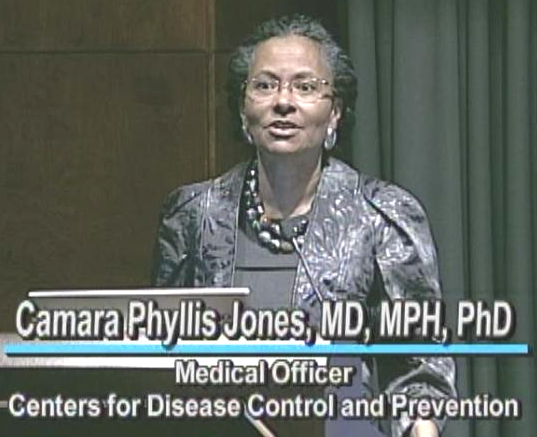 Camara Phyllis Jones, MD, MPH, PhD
Medical Officer
Centers for Disease Control and Prevention